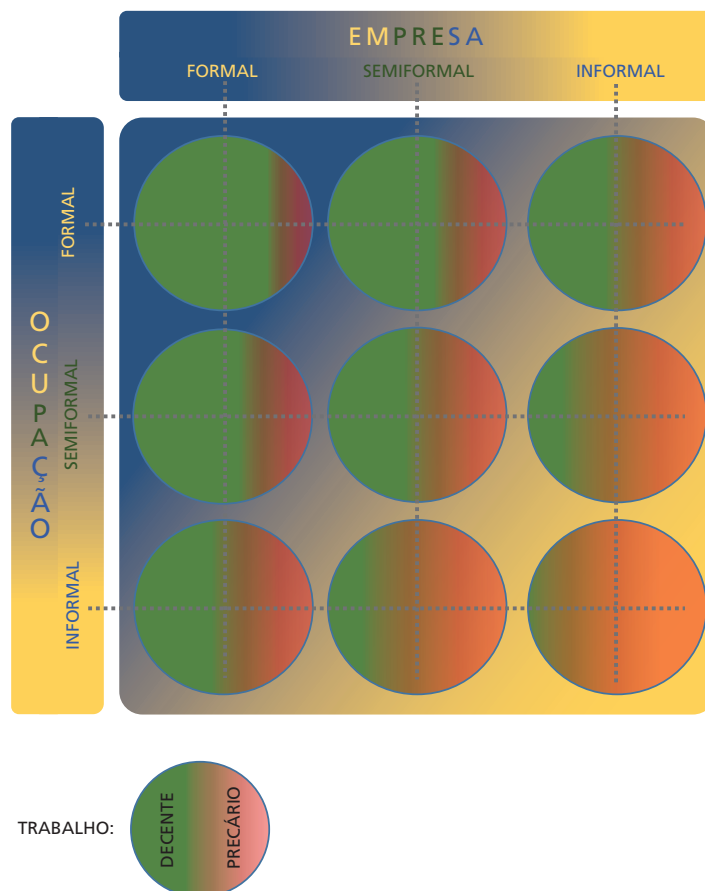 EMPRESA
FORMAL SEMIFORMAL INFORMAL
OCUPAÇÃO
FORMAL
SEMIFORMAL
INFORMAL
TRABALHO:
DECENTE
PRECÁRIO